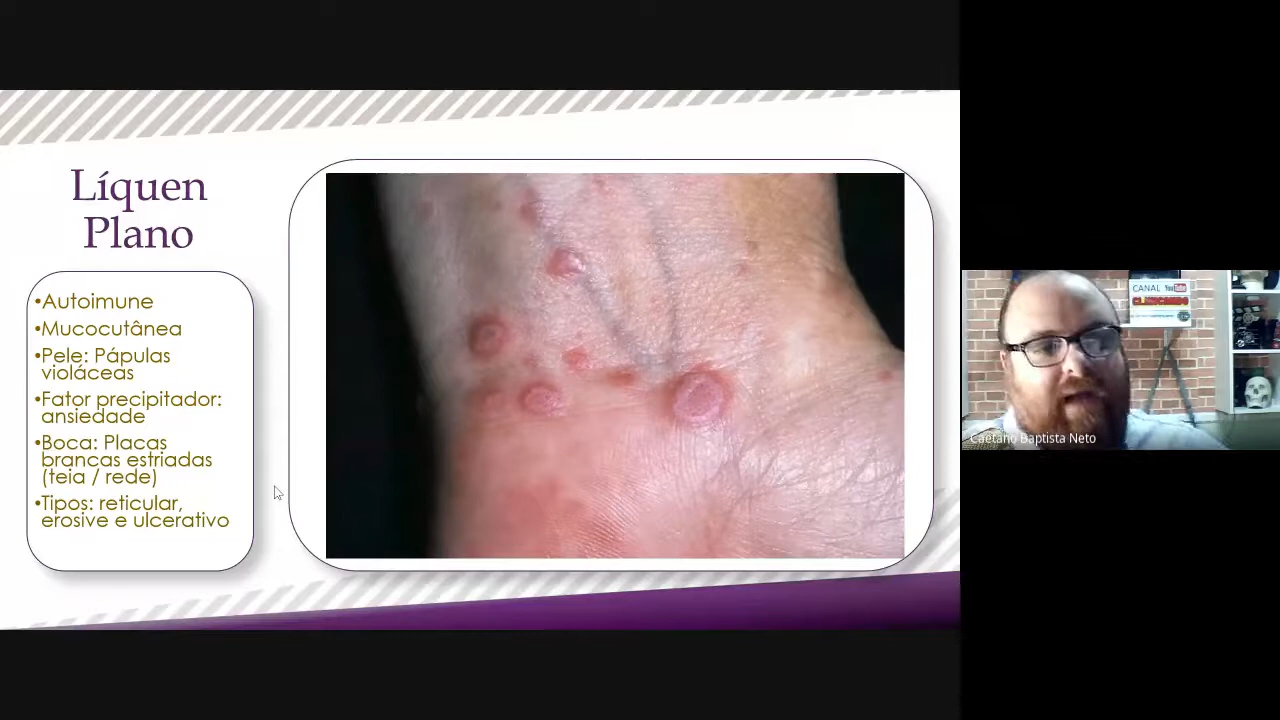 Líquen
Plano
•Autoimune
•Mucocutânea
•Pele: Pápulas
violáceas
•Fator precipitador:
ansiedade
•Boca: Placas
brancas estriadas
(teia / rede)
•Tipos: reticular,
erosive e ulcerativo
CANAL YouTube
Caetano Baptista Neto